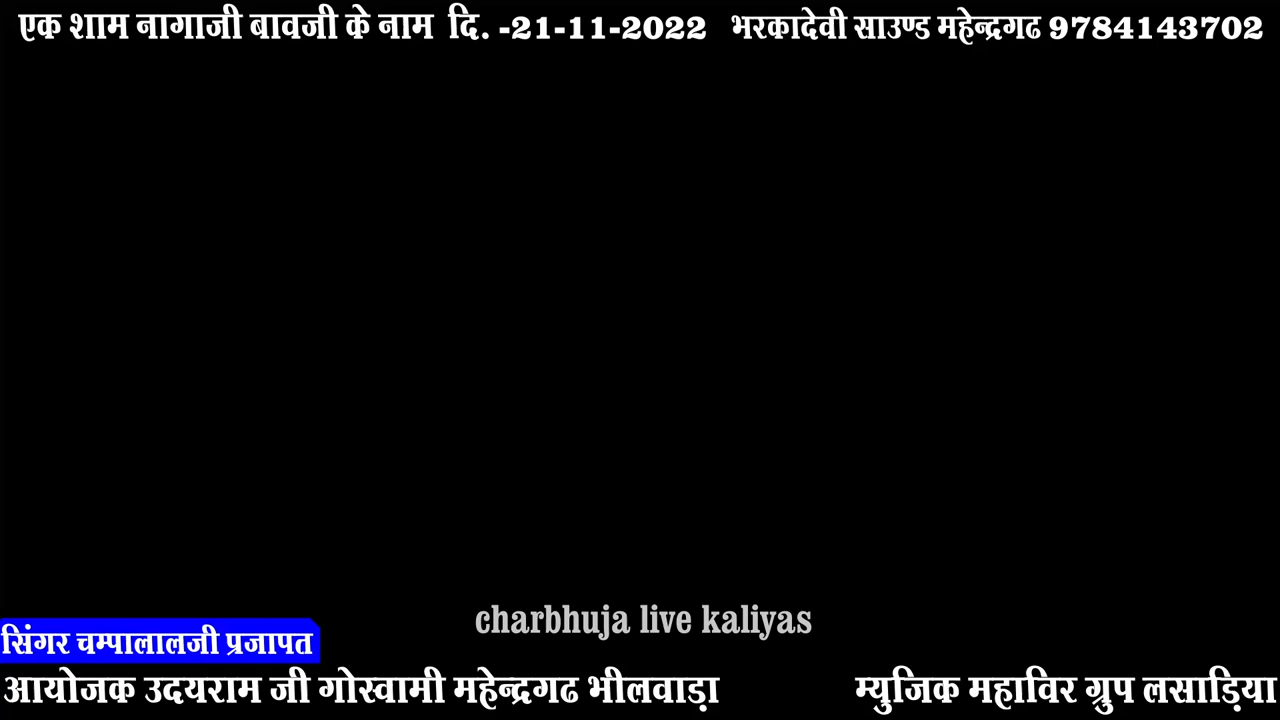 एक शाम नागाजी बावजी के नाम दि. -21-11-2022 भरकादेवी साउण्ड महेन्द्रगढ 9784143702
charbhuja live kaliyas
सिंगर चम्पालालजी प्रजापत
आयोजक उदयराम जी गोस्वामी महेन्द्रगढ भीलवाड़ा म्युजिक महाविर ग्रुप लसाड़िया